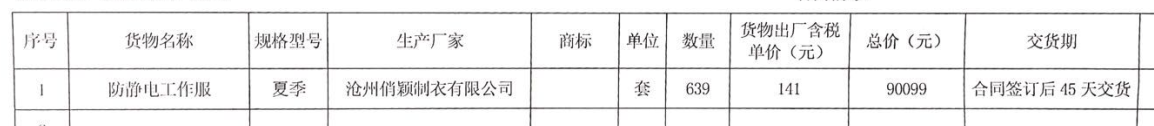 序号 货物名称 规格型号 生产厂家 商标 单位 数量 货物出厂含税单价（元） 总价（元） 交货期
1 防静电工作服 夏季 沧州俏颖制衣有限公司 套 639 141 90099 合同签订后 45 天交货